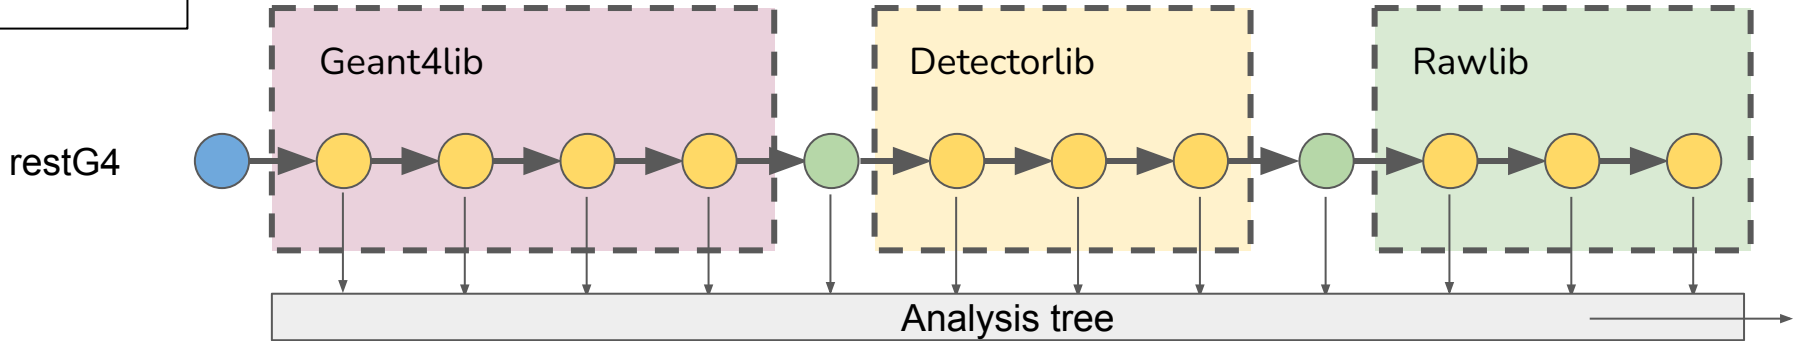 Geant4lib
Detectorlib
Rawlib
restG4
Analysis tree